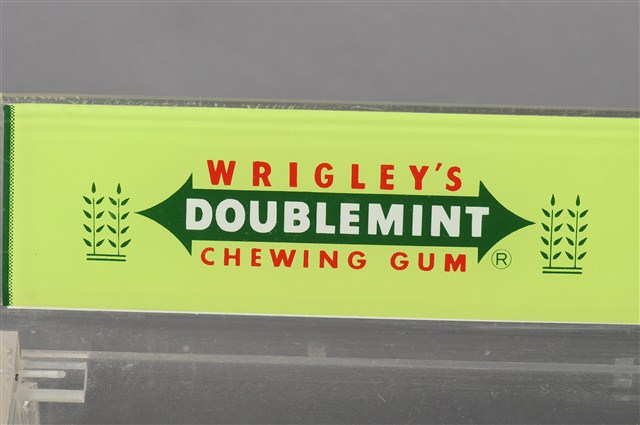 WRIGLEY'S
DOUBLEMINT
CHEWING GUM ®